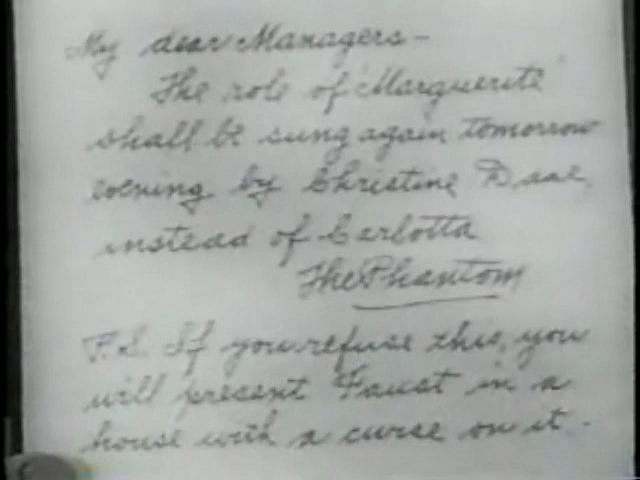 My dear Managers -
The role of "Marguerite"
shall be sung again tomorrow
evening by Christine Daae,
instead of Carlotta
The Phantom
P.S. If you refuse this, you
will present Faust in a
house with a curse on it.